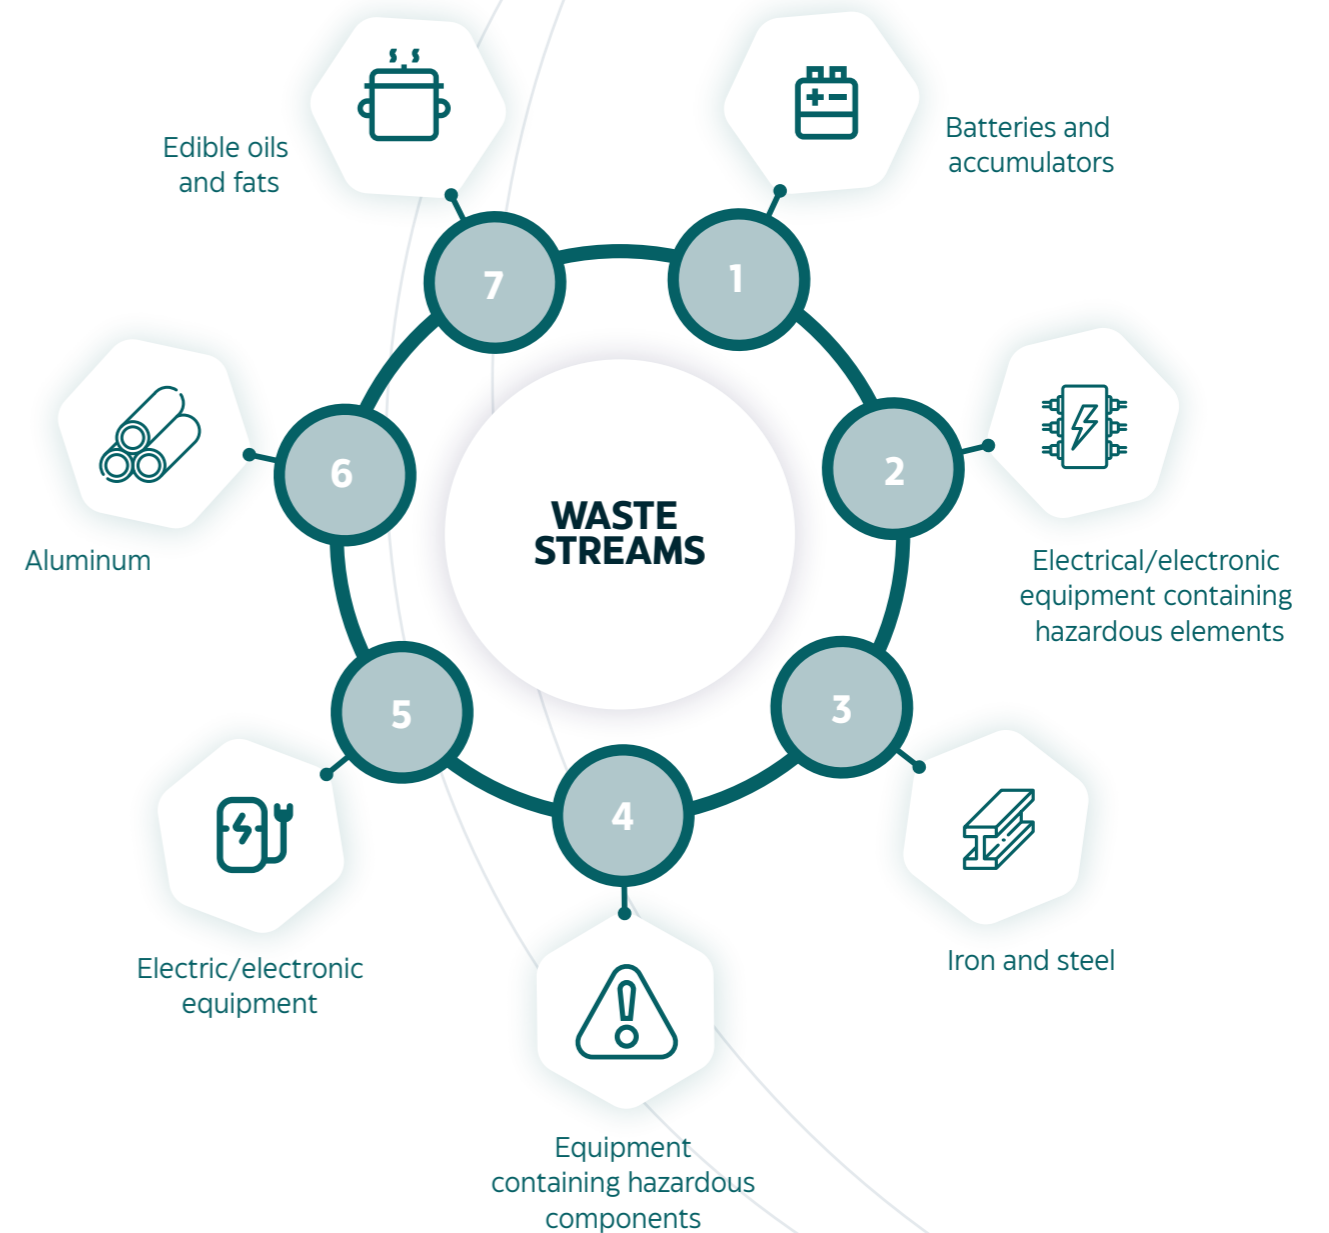 WASTE
STREAMS
1
Batteries and
accumulators
2
Electrical/electronic
equipment containing
hazardous elements
3
Iron and steel
4
Equipment
containing hazardous
components
5
Electric/electronic
equipment
6
Aluminum
7
Edible oils
and fats